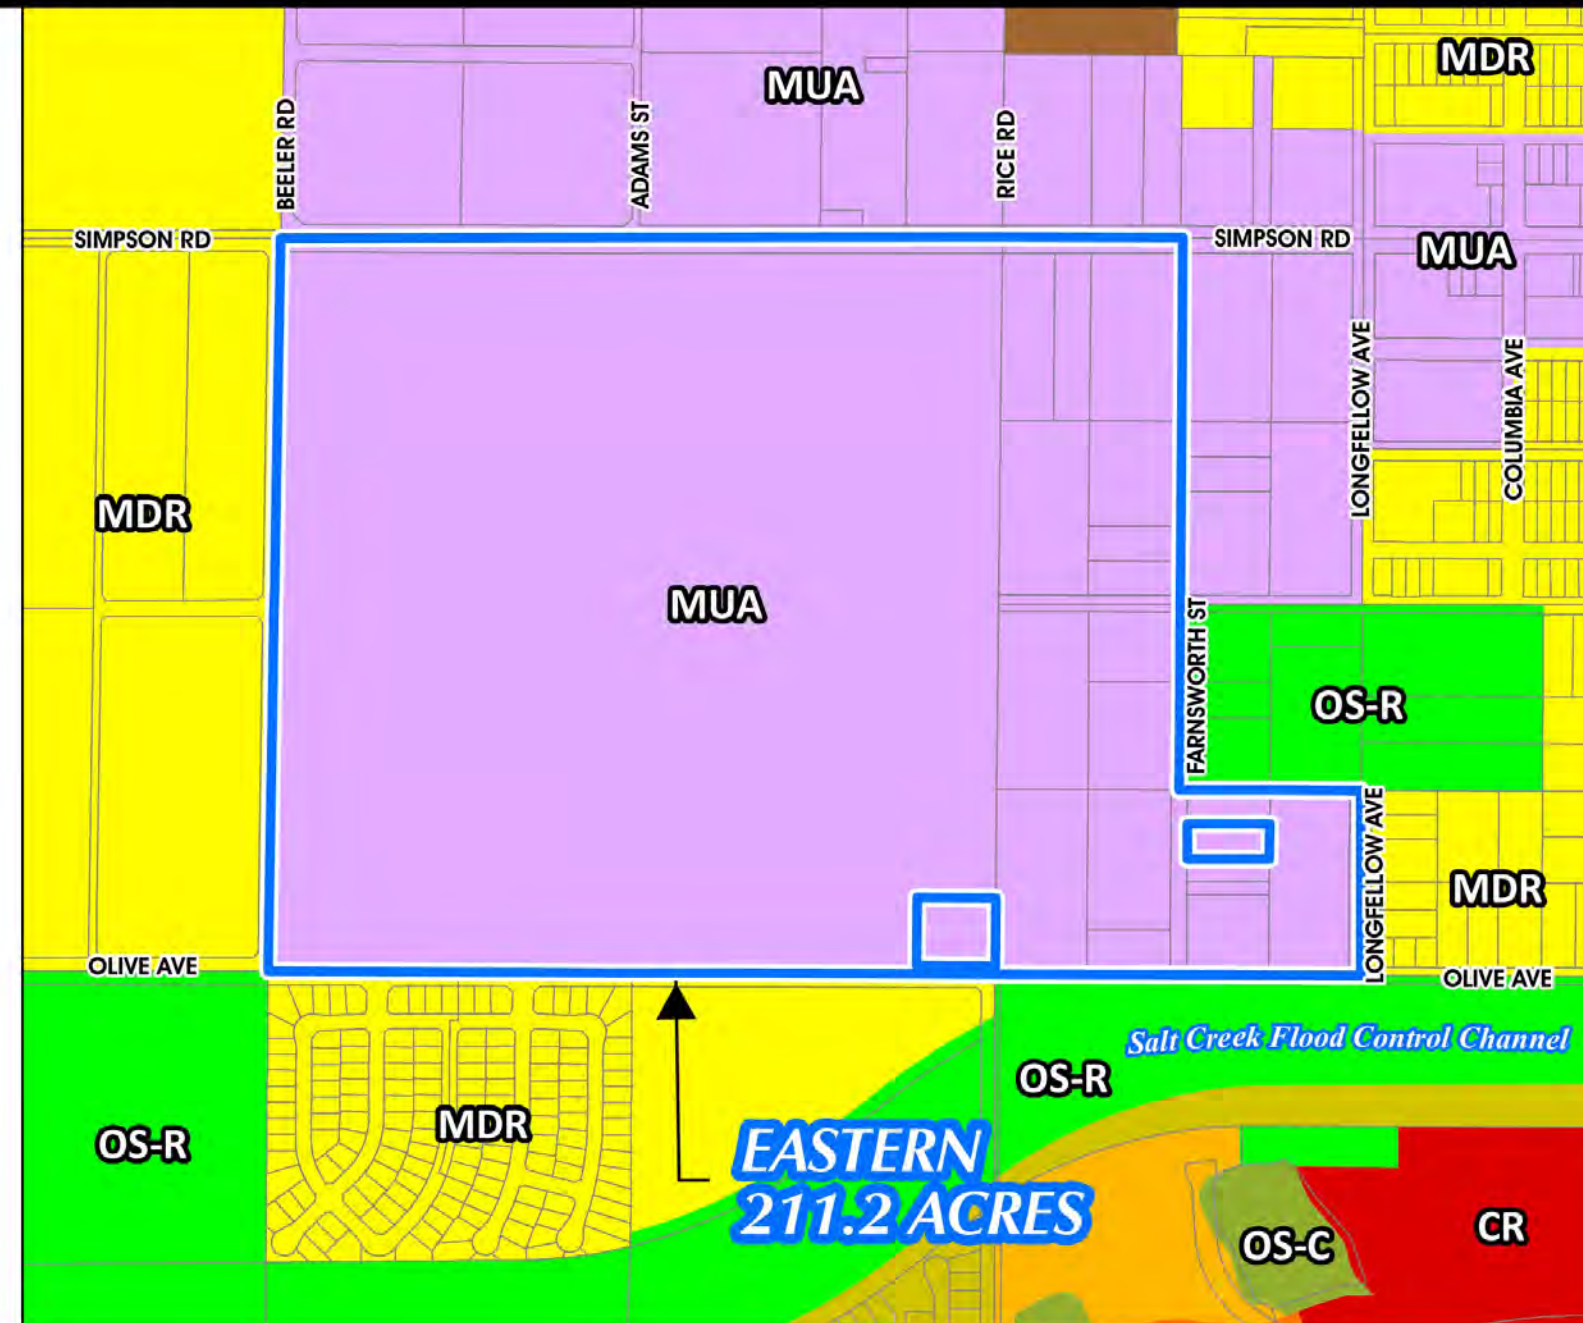 MDR
MUA
BEELER RD
ADAMS ST
RICE RD
SIMPSON RD
SIMPSON RD
MUA
LONGFELLOW AVE
COLUMBIA AVE
MDR
MUA
FARNSWORTH ST
OS-R
LONGFELLOW AVE
MDR
OLIVE AVE
OLIVE AVE
Salt Creek Flood Control Channel
OS-R
MDR
OS-R
EASTERN
211.2 ACRES
OS-C
CR